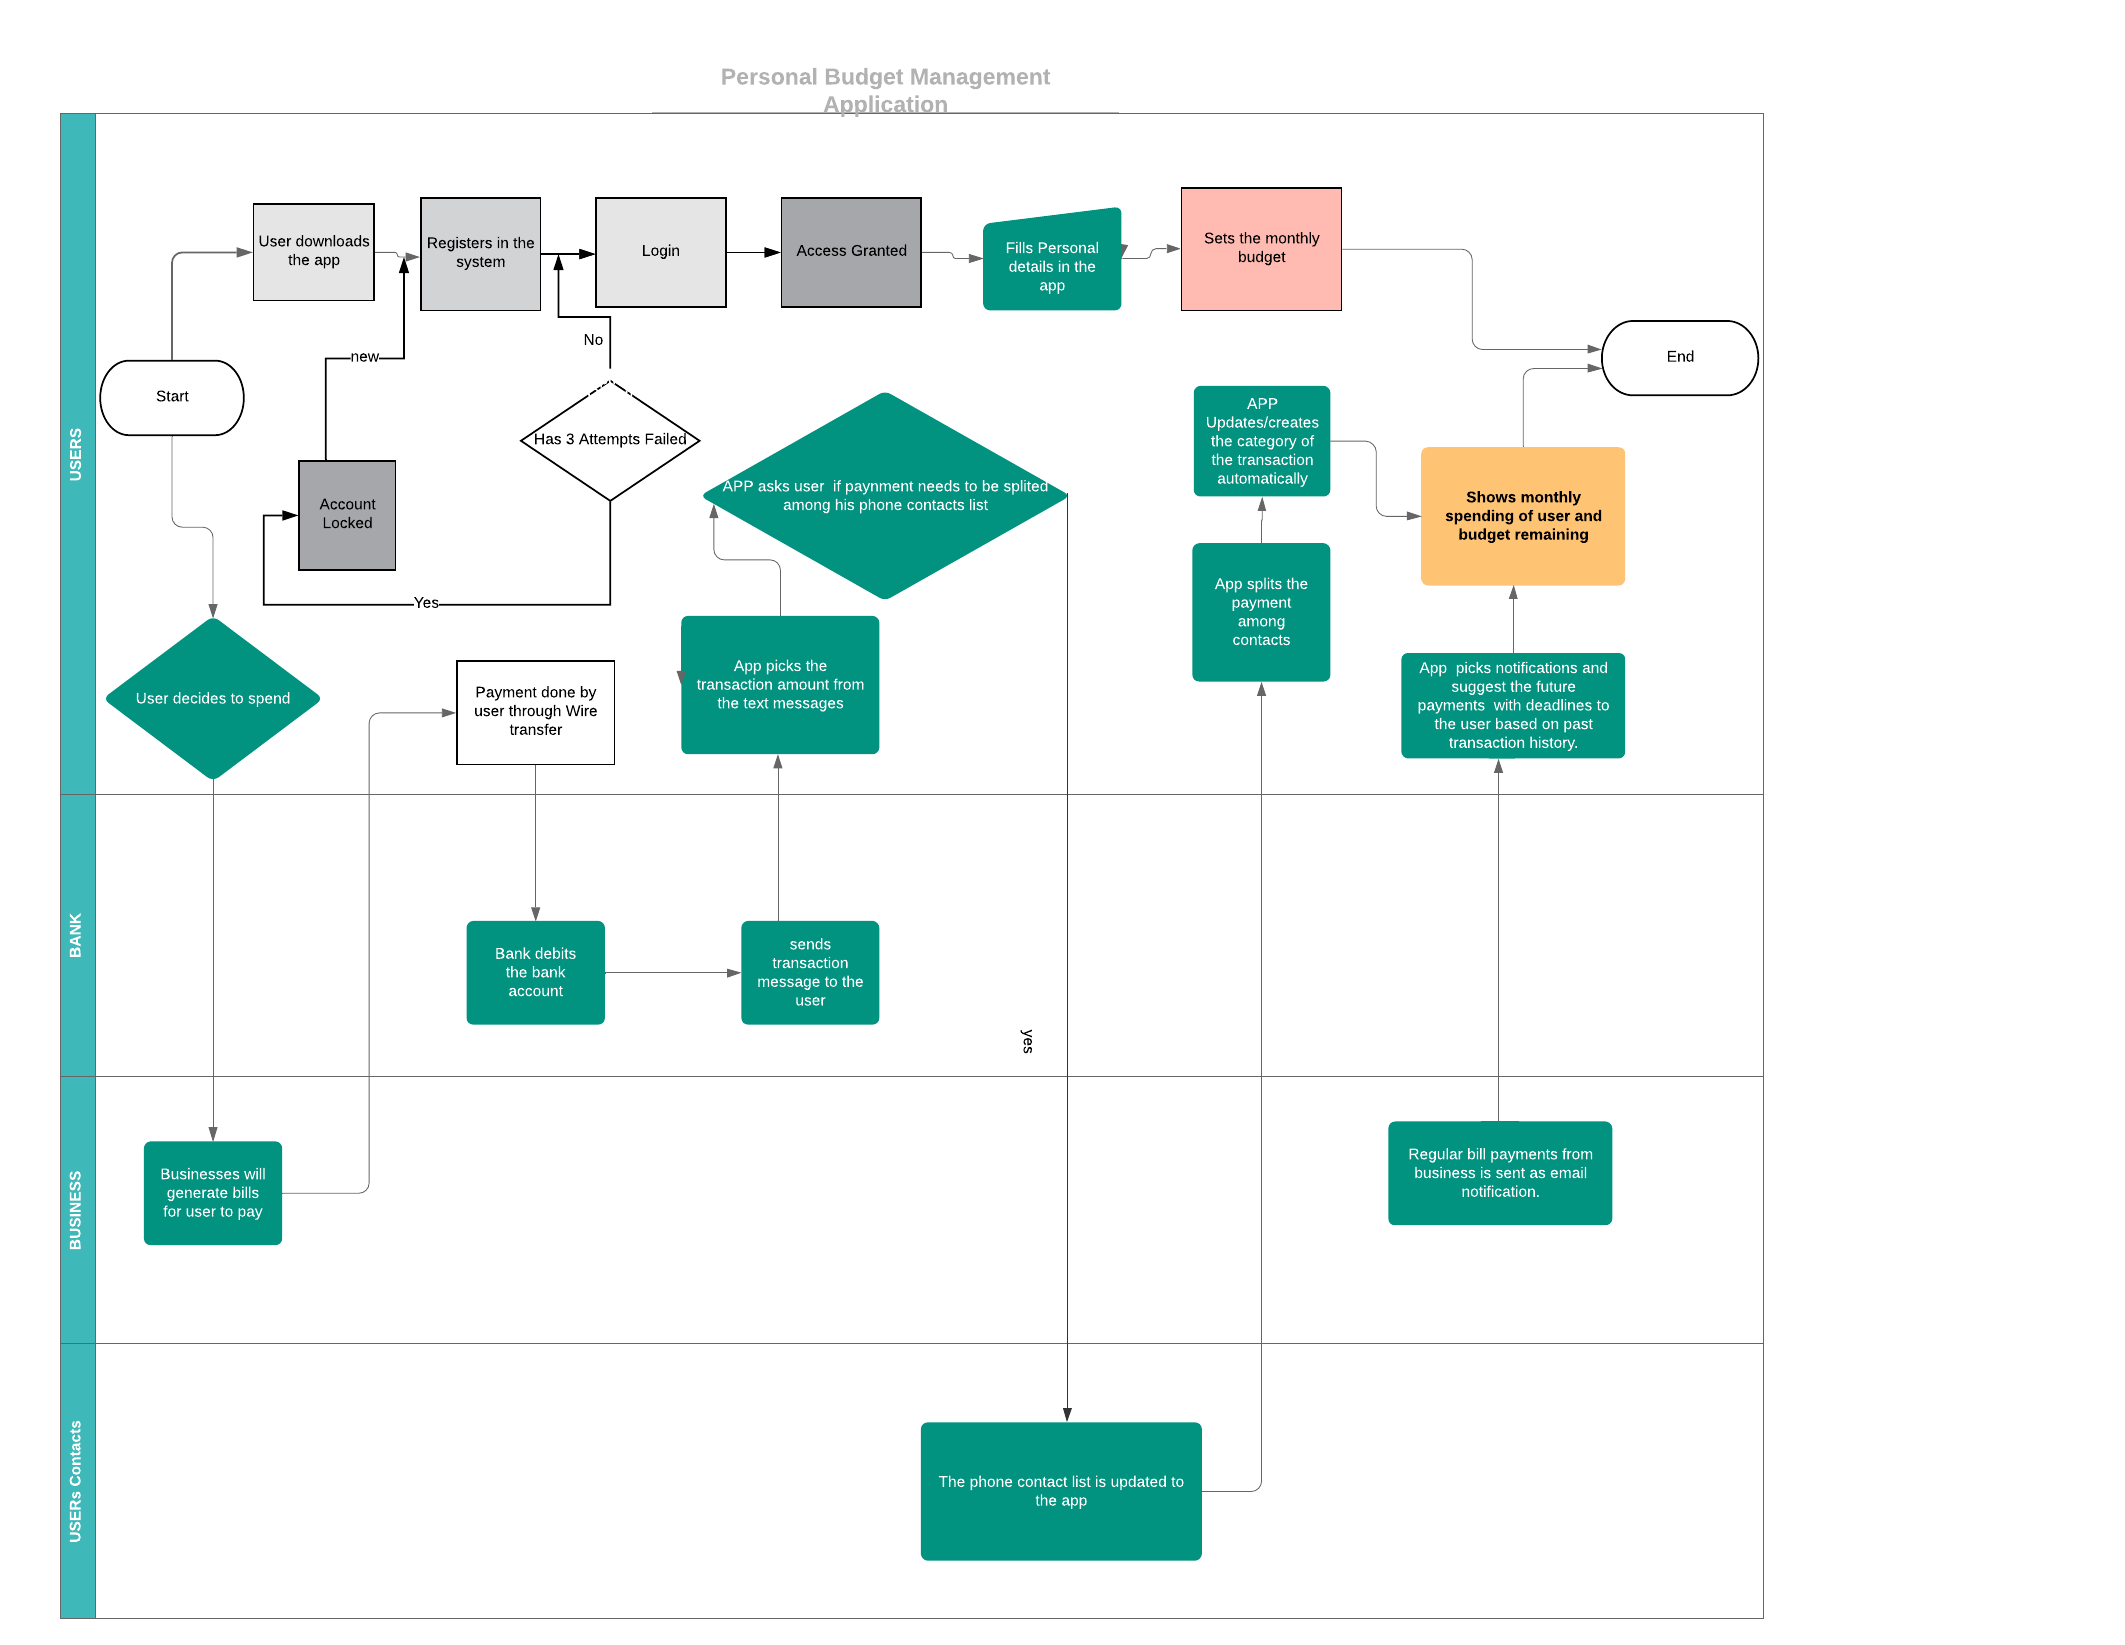 Personal Budget Management
Application
USERS
User downloads
the app
Registers in the
system
Login
Access Granted
Fills Personal
details in the
app
Sets the monthly
budget
No
new
End
Start
Has 3 Attempts Failed
Account
Locked
APP asks user  if paynment needs to be splited
among his phone contacts list
APP
Updates/creates
the category of
the transaction
automatically
Shows monthly
spending of user and
budget remaining
Yes
App splits the
payment
among
contacts
User decides to spend
Payment done by
user through Wire
transfer
App picks the
transaction amount from
the text messages
App  picks notifications and
suggest the future
payments  with deadlines to
the user based on past
transaction history.
BANK
Bank debits
the bank
account
sends
transaction
message to the
user
yes
BUSINESS
Businesses will
generate bills
for user to pay
Regular bill payments from
business is sent as email
notification.
USERs Contacts
The phone contact list is updated to
the app